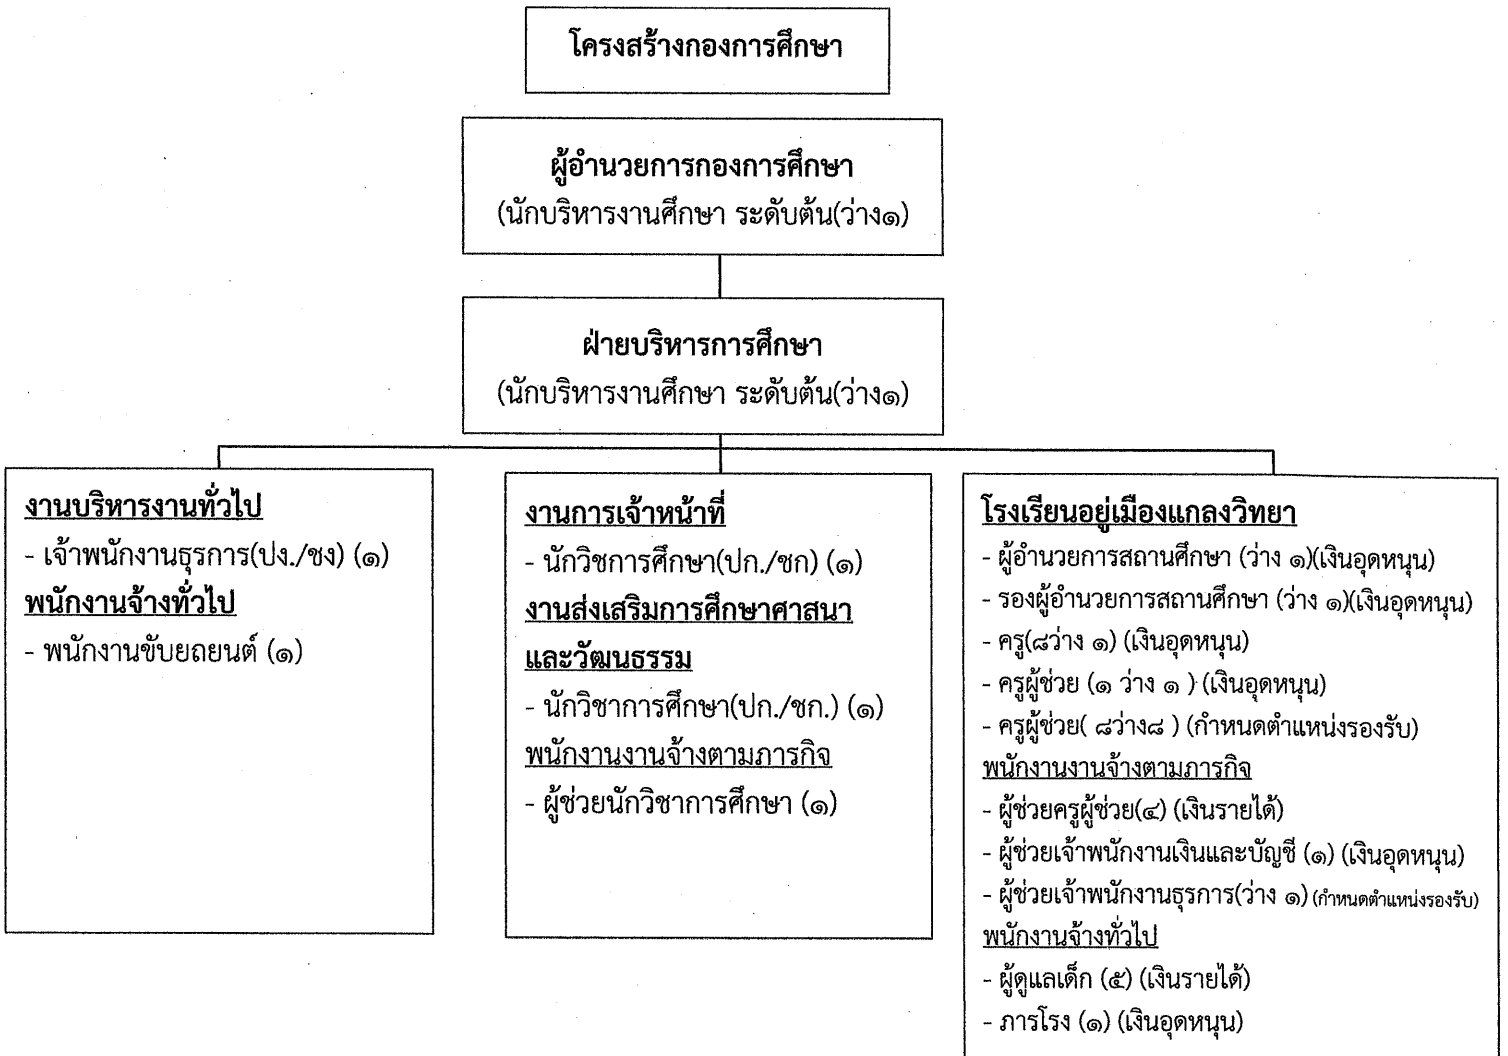 โครงสร้างกองการศึกษา
ผู้อำนวยการกองการศึกษา
(นักบริหารงานศึกษา ระดับต้น(ว่าง๑)
ฝ่ายบริหารการศึกษา
(นักบริหารงานศึกษา ระดับต้น(ว่าง๑)
งานบริหารงานทั่วไป
- เจ้าพนักงานธุรการ(ปง./ชง) (๑)
พนักงานจ้างทั่วไป
- พนักงานขับยถยนต์ (๑)
งานการเจ้าหน้าที่
- นักวิชการศึกษา(ปก./ชก) (๑)
งานส่งเสริมการศึกษาศาสนา
และวัฒนธรรม
- นักวิชาการศึกษา(ปก./ชก.) (๑)
พนักงานงานจ้างตามภารกิจ
- ผู้ช่วยนักวิชาการศึกษา (๑)
โรงเรียนอยู่เมืองแกลงวิทยา
- ผู้อำนวยการสถานศึกษา (ว่าง ๑)(เงินอุดหนุน)
- รองผู้อำนวยการสถานศึกษา (ว่าง ๑)(เงินอุดหนุน)
- ครู(๘ว่าง ๑) (เงินอุดหนุน)
- ครูผู้ช่วย (๑ ว่าง ๑ ) (เงินอุดหนุน)
- ครูผู้ช่วย( ๘ว่าง๘ ) (กำหนดตำแหน่งรองรับ)
พนักงานงานจ้างตามภารกิจ
- ผู้ช่วยครูผู้ช่วย(๔) (เงินรายได้)
- ผู้ช่วยเจ้าพนักงานเงินและบัญชี (๑) (เงินอุดหนุน)
- ผู้ช่วยเจ้าพนักงานธุรการ(ว่าง ๑) (กำหนดตำแหน่งรองรับ)
พนักงานจ้างทั่วไป
- ผู้ดูแลเด็ก (๕) (เงินรายได้)
- ภารโรง (๑) (เงินอุดหนุน)